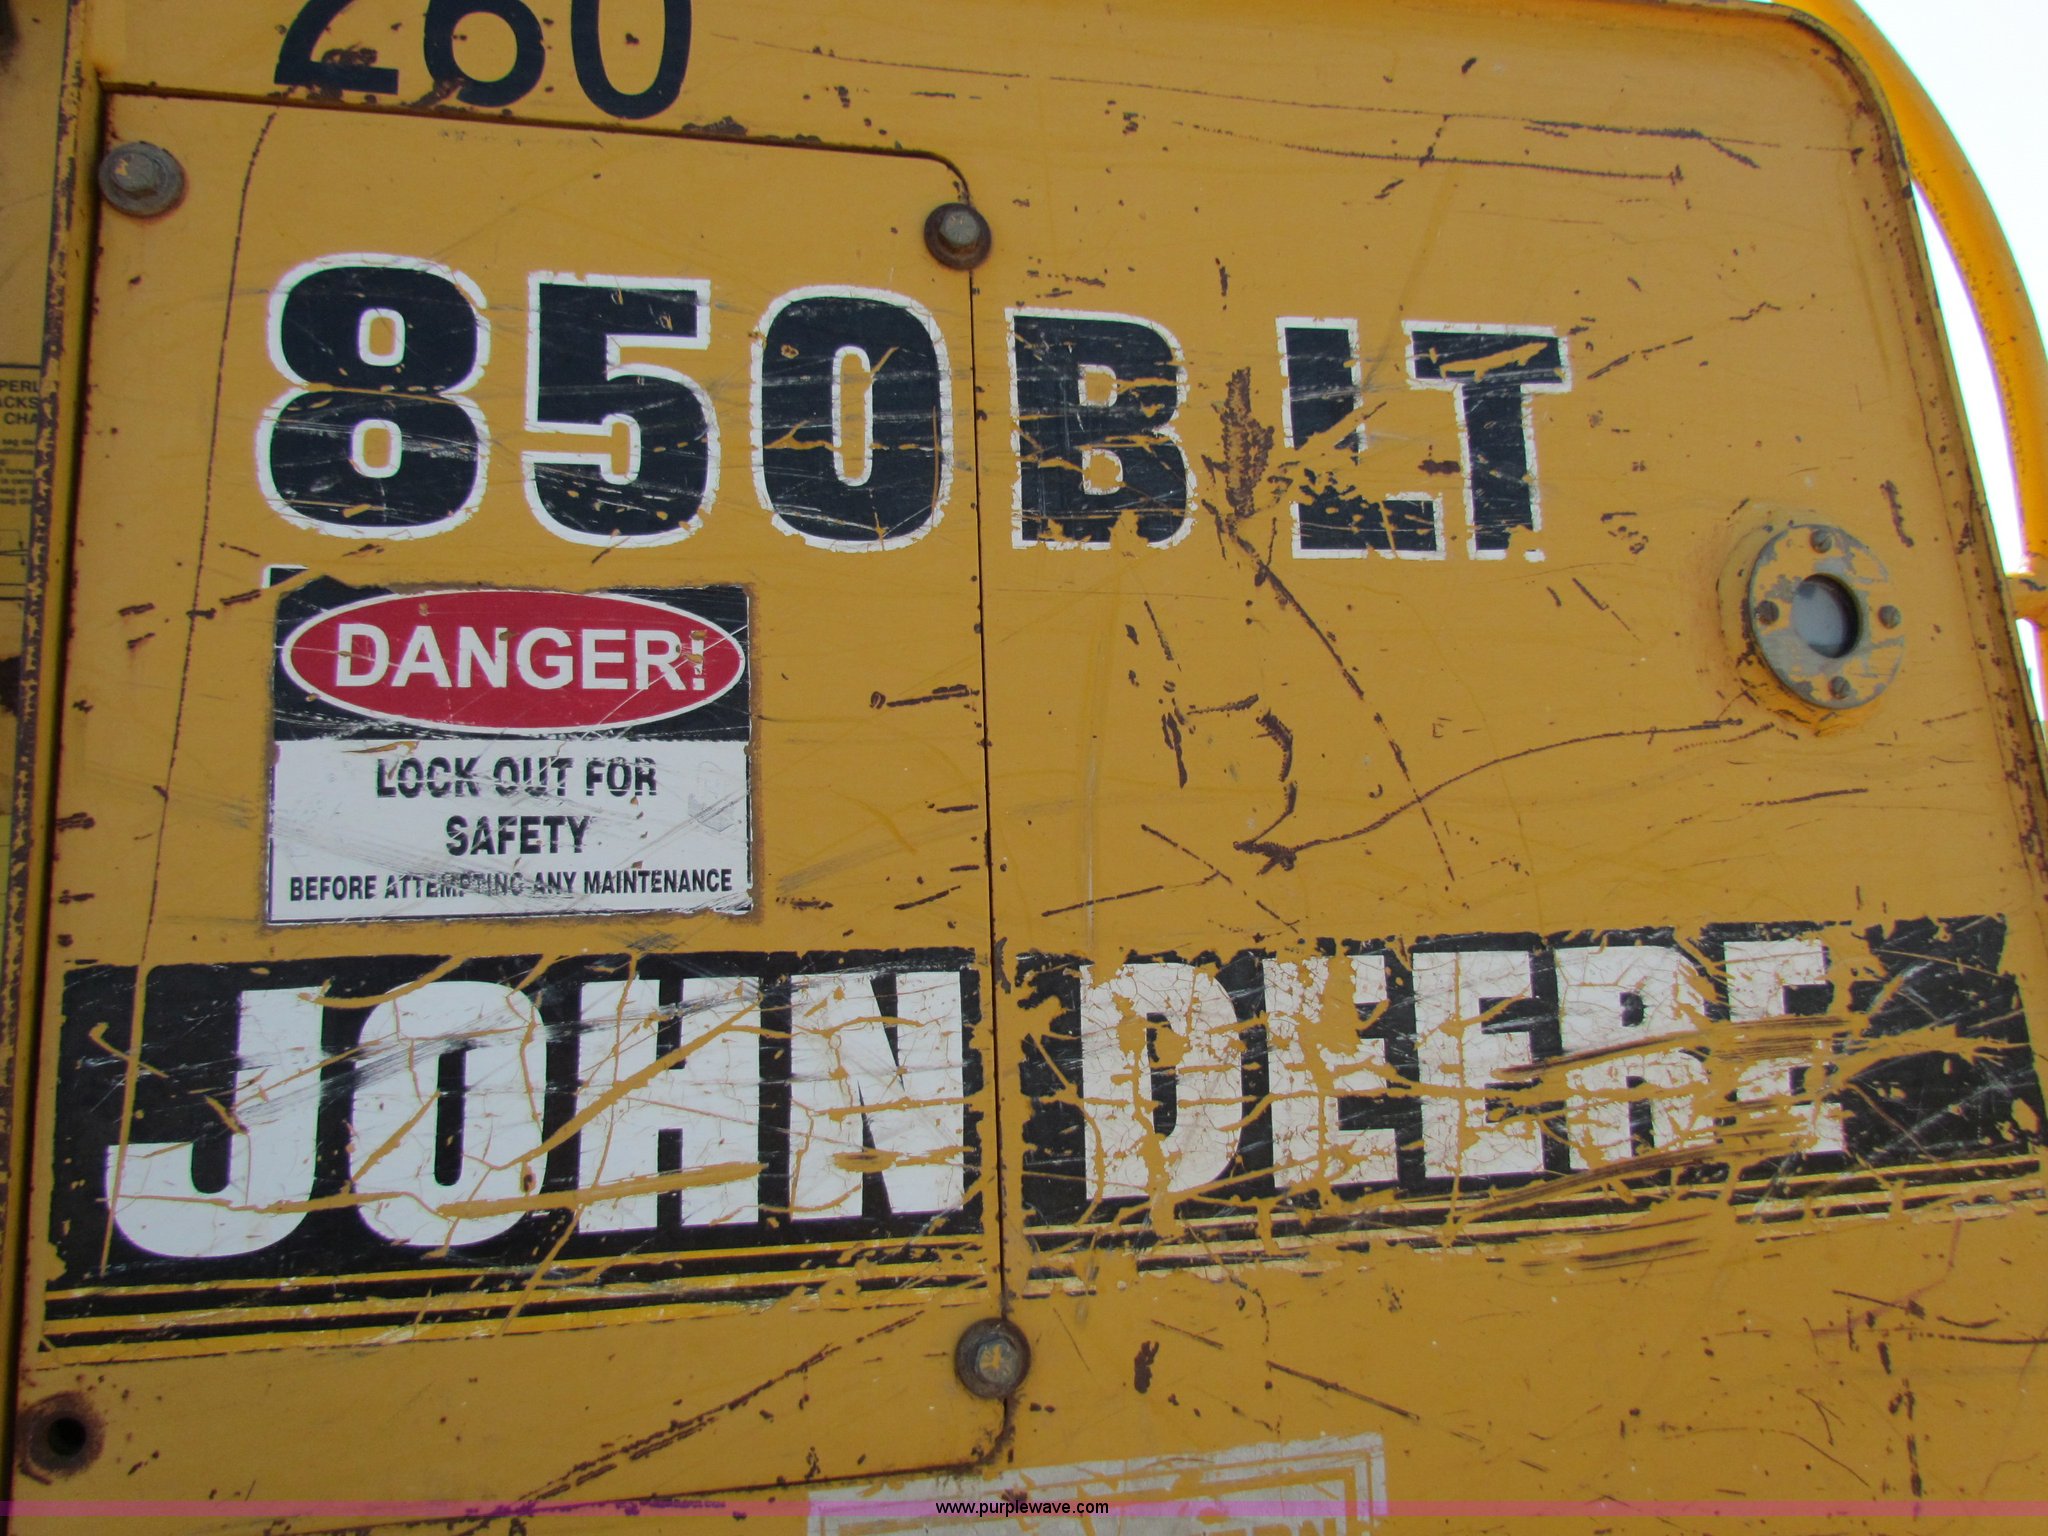 260
850B LT
DANGER!
LOCK OUT FOR
SAFETY
BEFORE ATTEMPTING ANY MAINTENANCE
JOHN DEERE
www.purplewave.com